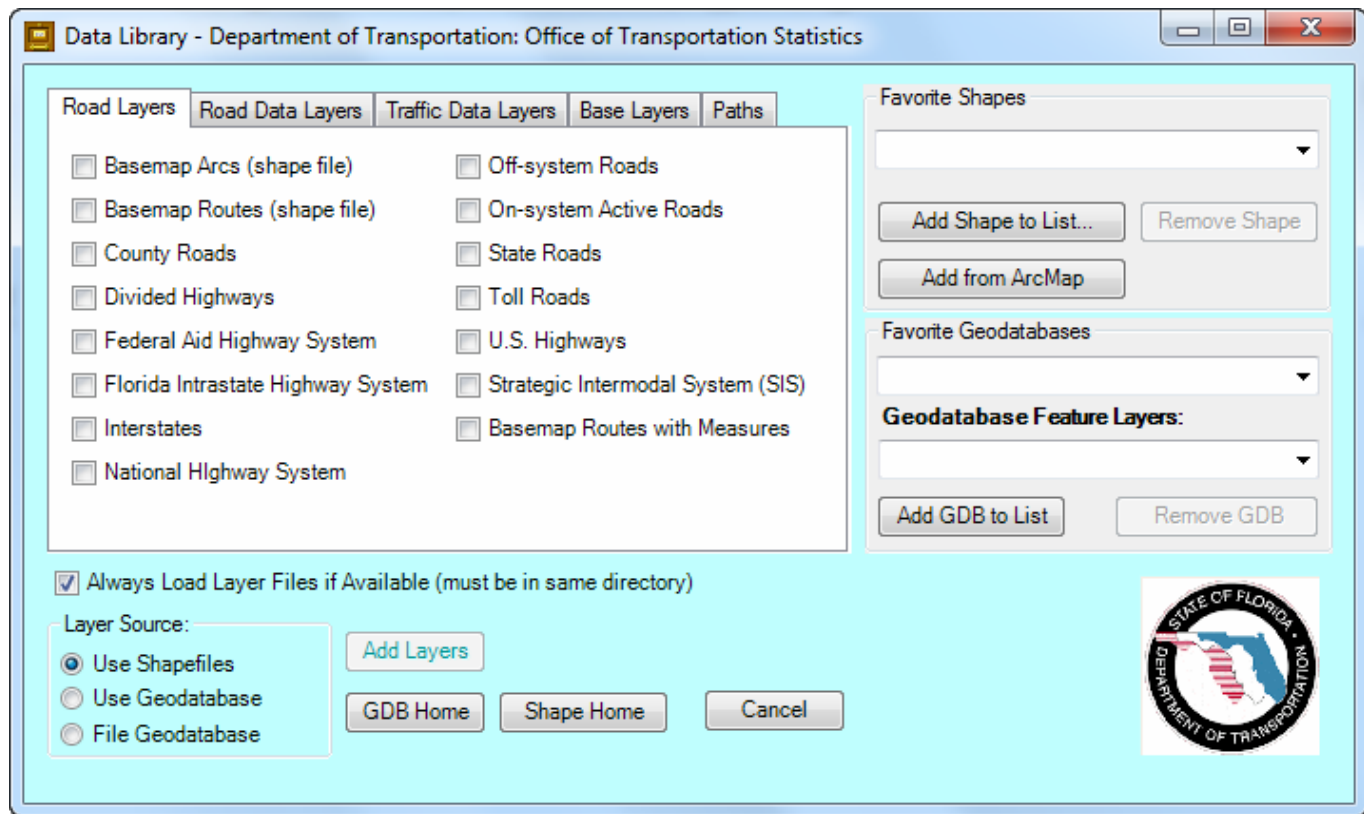 Data Library - Department of Transportation: Office of Transportation Statistics
Road Layers
Road Data Layers
Traffic Data Layers
Base Layers
Paths
Basemap Arcs (shape file)
Basemap Routes (shape file)
County Roads
Divided Highways
Federal Aid Highway System
Florida Intrastate Highway System
Interstates
National HIghway System
Off-system Roads
On-system Active Roads
State Roads
Toll Roads
U.S. Highways
Strategic Intermodal System (SIS)
Basemap Routes with Measures
Favorite Shapes
Add Shape to List...
Remove Shape
Add from ArcMap
Favorite Geodatabases
Geodatabase Feature Layers:
Add GDB to List
Remove GDB
Always Load Layer Files if Available (must be in same directory)
Layer Source:
Use Shapefiles
Use Geodatabase
File Geodatabase
Add Layers
GDB Home
Shape Home
Cancel
STATE OF FLORIDA
DEPARTMENT OF TRANSPORTATION